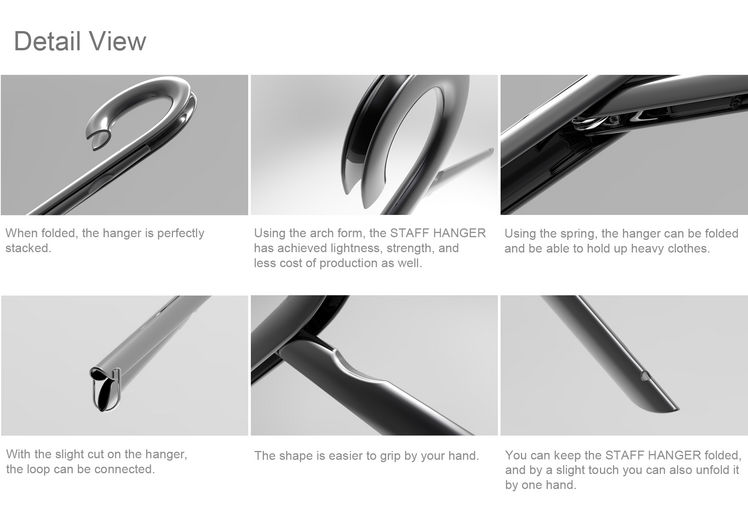 Detail View
When folded, the hanger is perfectly
stacked.
Using the arch form, the STAFF HANGER
has achieved lightness, strength, and
less cost of production as well.
Using the spring, the hanger can be folded
and be able to hold up heavy clothes.
With the slight cut on the hanger,
the loop can be connected.
The shape is easier to grip by your hand.
You can keep the STAFF HANGER folded,
and by a slight touch you can also unfold it
by one hand.